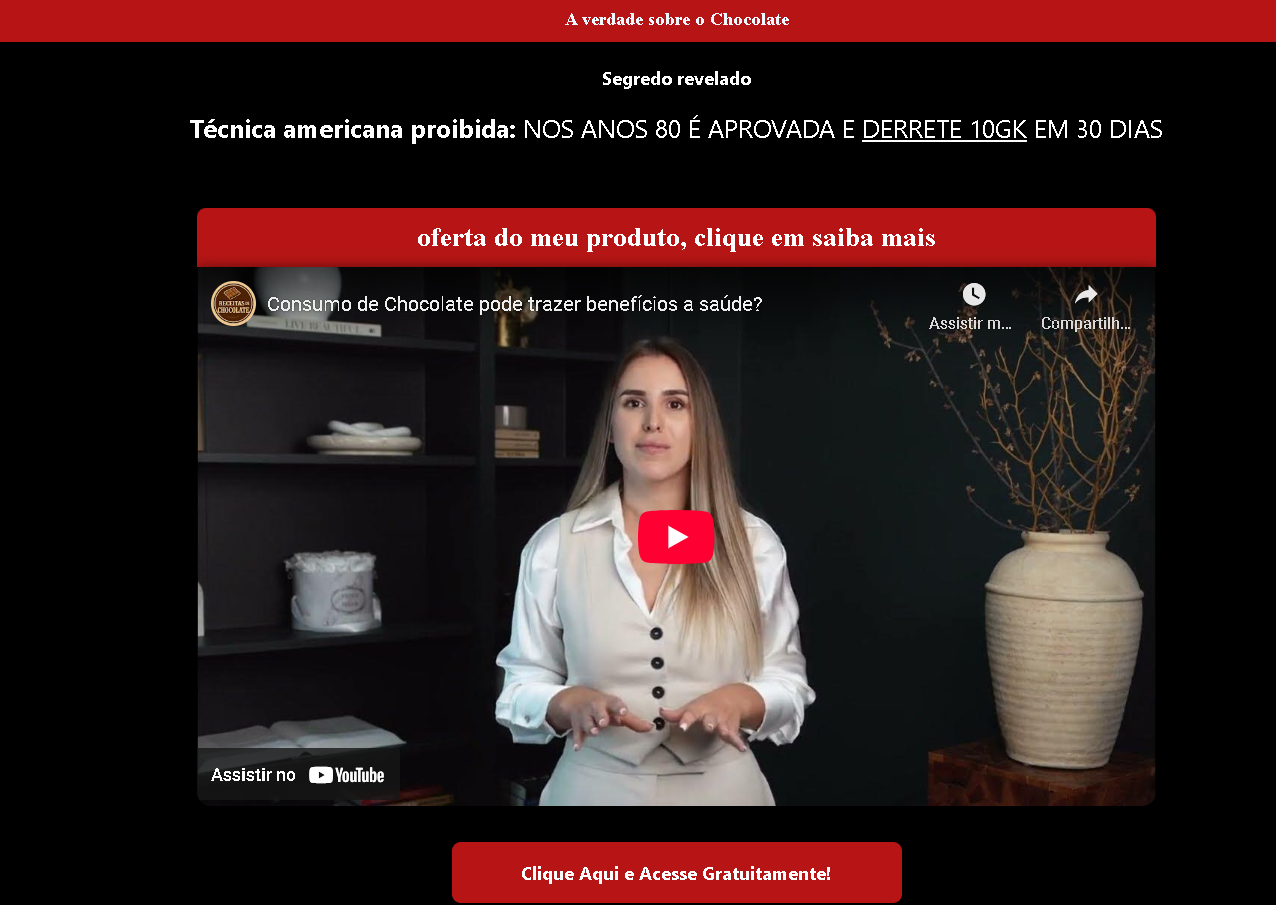 A verdade sobre o Chocolate
Segredo revelado
Técnica americana proibida: NOS ANOS 80 É APROVADA E DERRETE 10GK EM 30 DIAS
oferta do meu produto, clique em saiba mais
RECEITAS DE CHOCOLATE
Consumo de Chocolate pode trazer benefícios a saúde?
Assistir m...
Compartilh...
LIVE BEAUTIFUL
Assistir no YouTube
Clique Aqui e Acesse Gratuitamente!